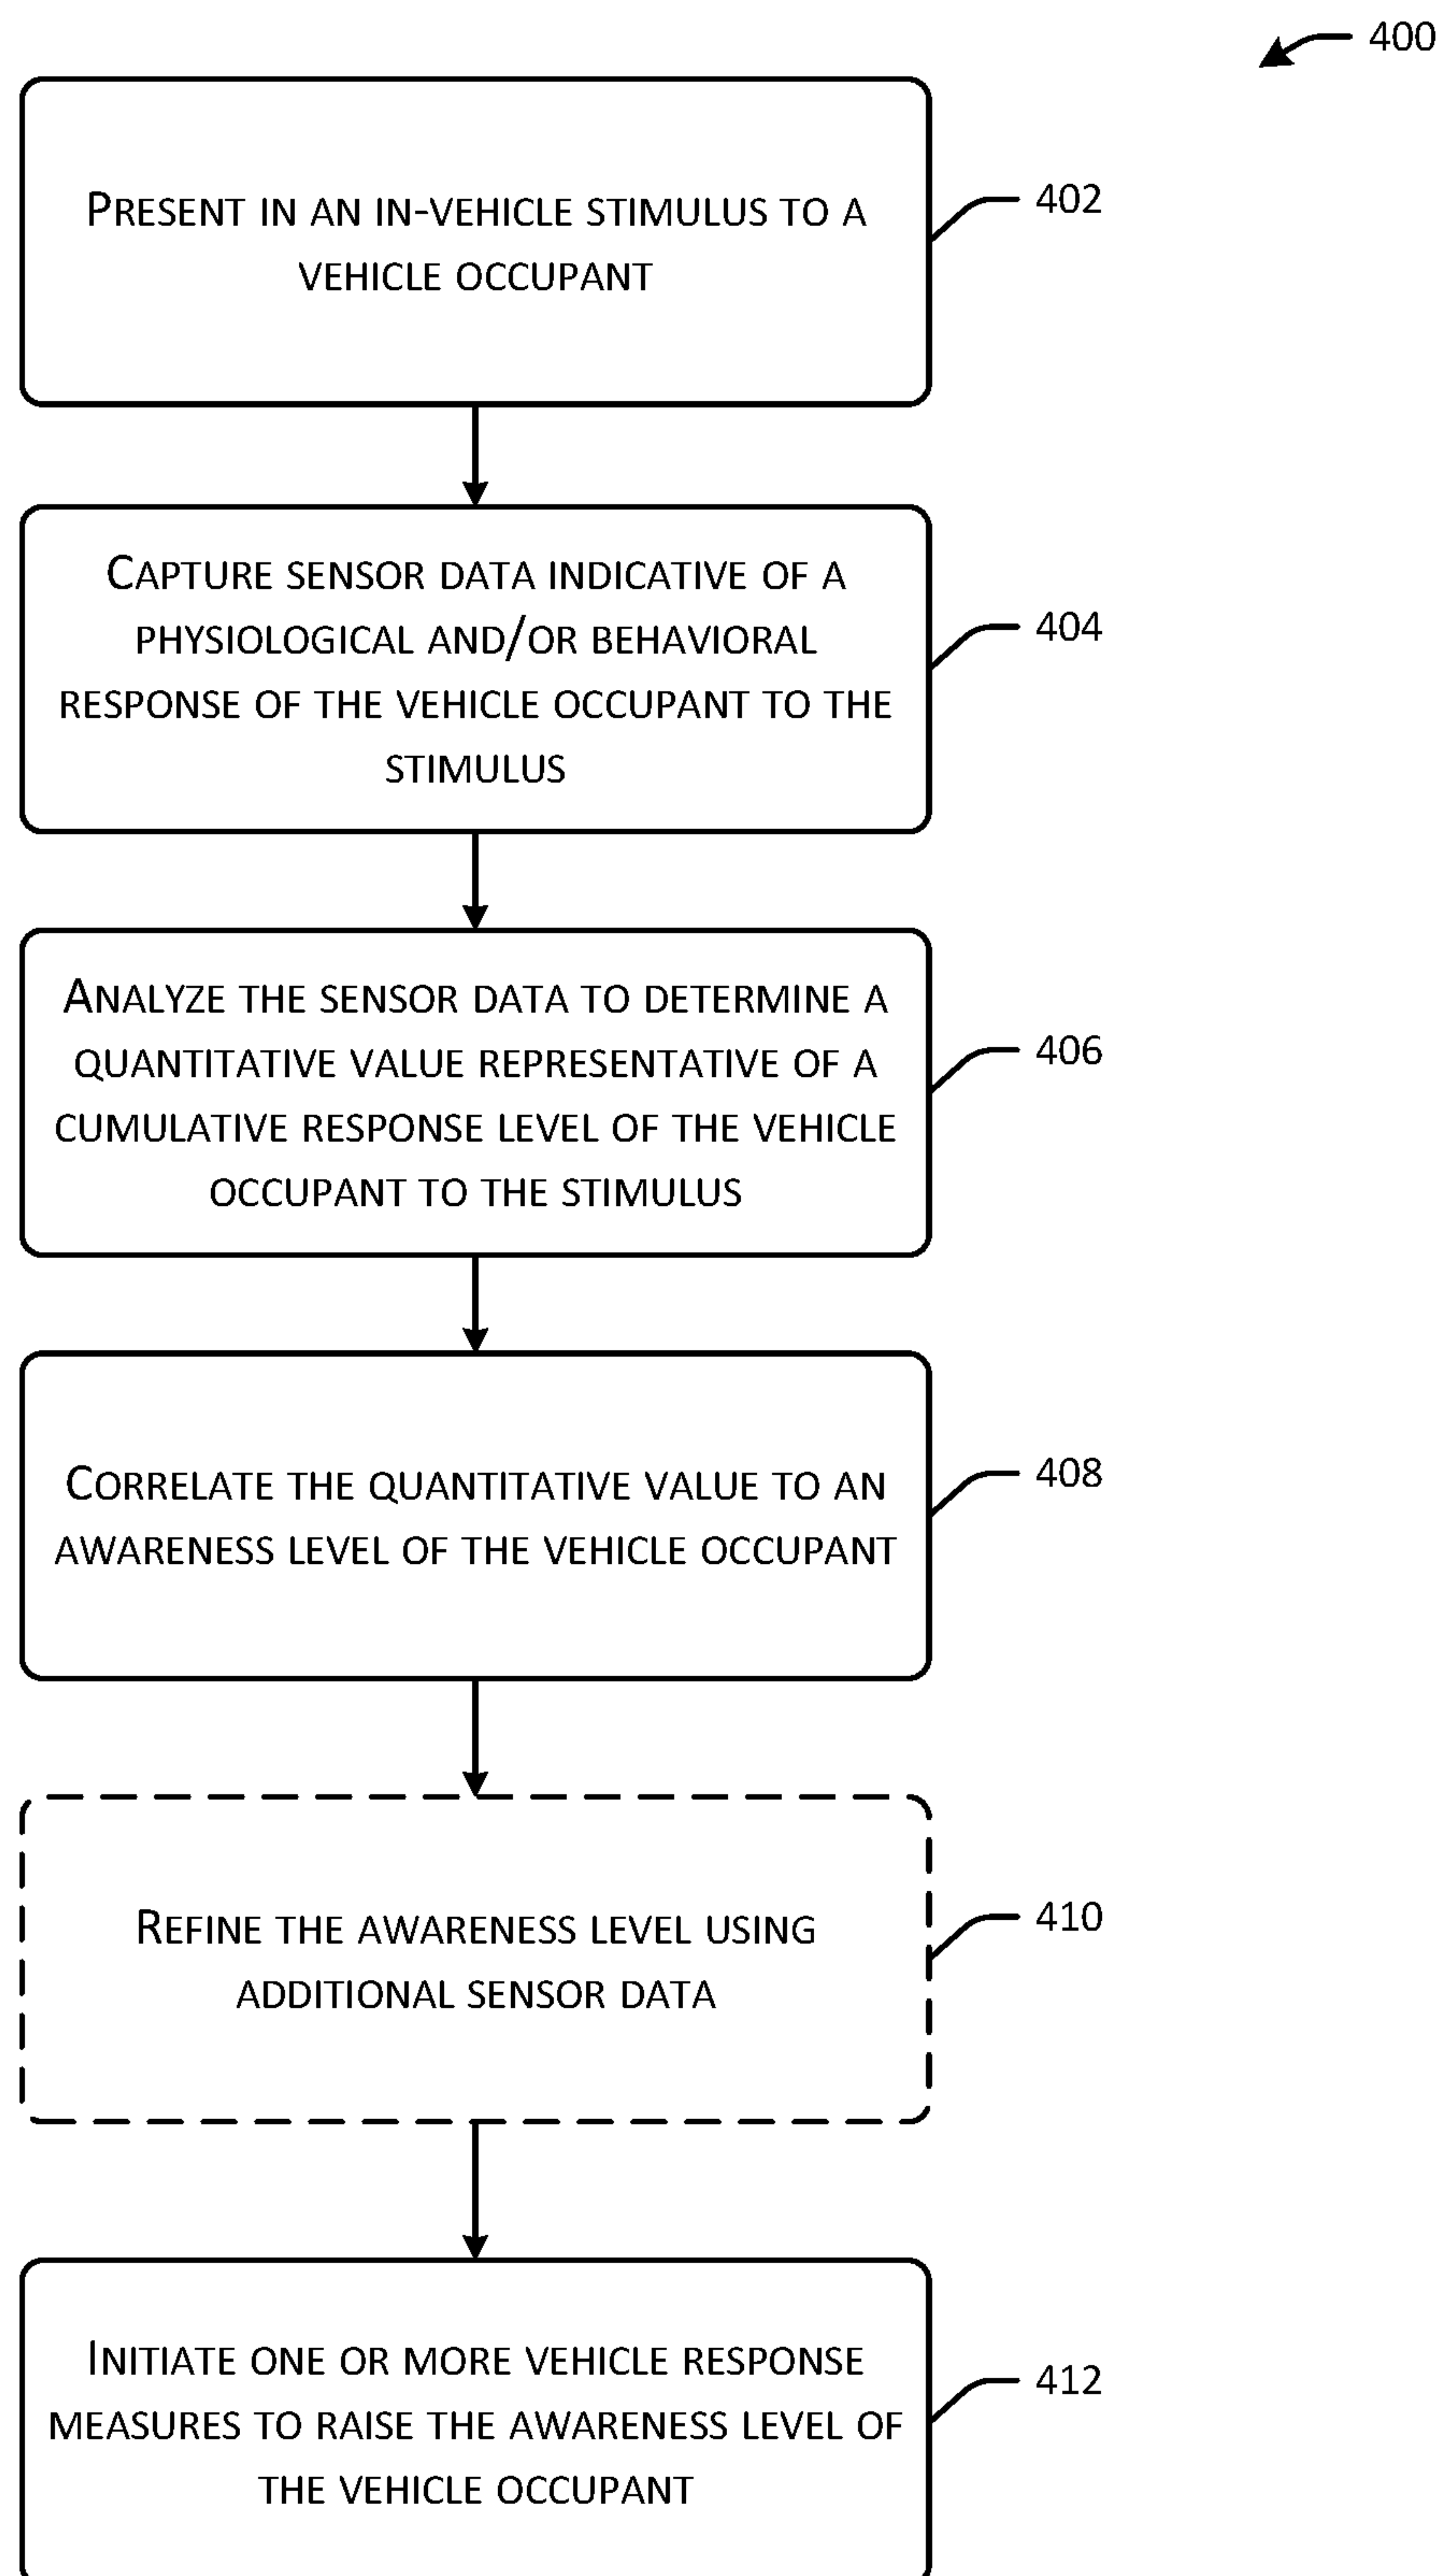 400
PRESENT IN AN IN-VEHICLE STIMULUS TO A
VEHICLE OCCUPANT
402
CAPTURE SENSOR DATA INDICATIVE OF A
PHYSIOLOGICAL AND/OR BEHAVIORAL
RESPONSE OF THE VEHICLE OCCUPANT TO THE
STIMULUS
404
ANALYZE THE SENSOR DATA TO DETERMINE A
QUANTITATIVE VALUE REPRESENTATIVE OF A
CUMULATIVE RESPONSE LEVEL OF THE VEHICLE
OCCUPANT TO THE STIMULUS
406
CORRELATE THE QUANTITATIVE VALUE TO AN
AWARENESS LEVEL OF THE VEHICLE OCCUPANT
408
REFINE THE AWARENESS LEVEL USING
ADDITIONAL SENSOR DATA
410
INITIATE ONE OR MORE VEHICLE RESPONSE
MEASURES TO RAISE THE AWARENESS LEVEL OF
THE VEHICLE OCCUPANT
412